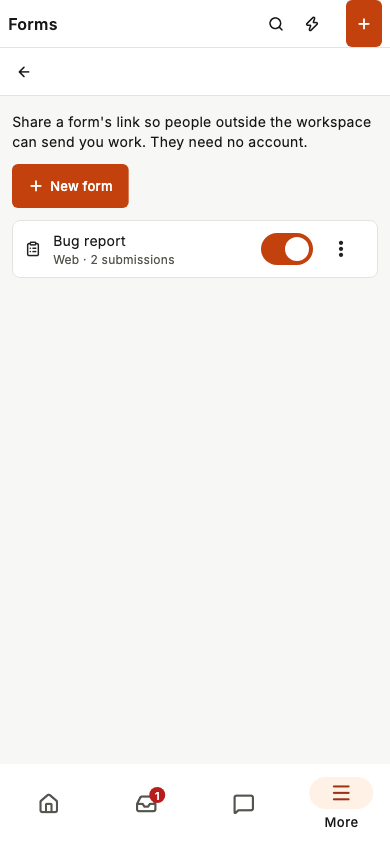 Forms
Share a form's link so people outside the workspace
can send you work. They need no account.
New form
Bug report
Web · 2 submissions
1
More